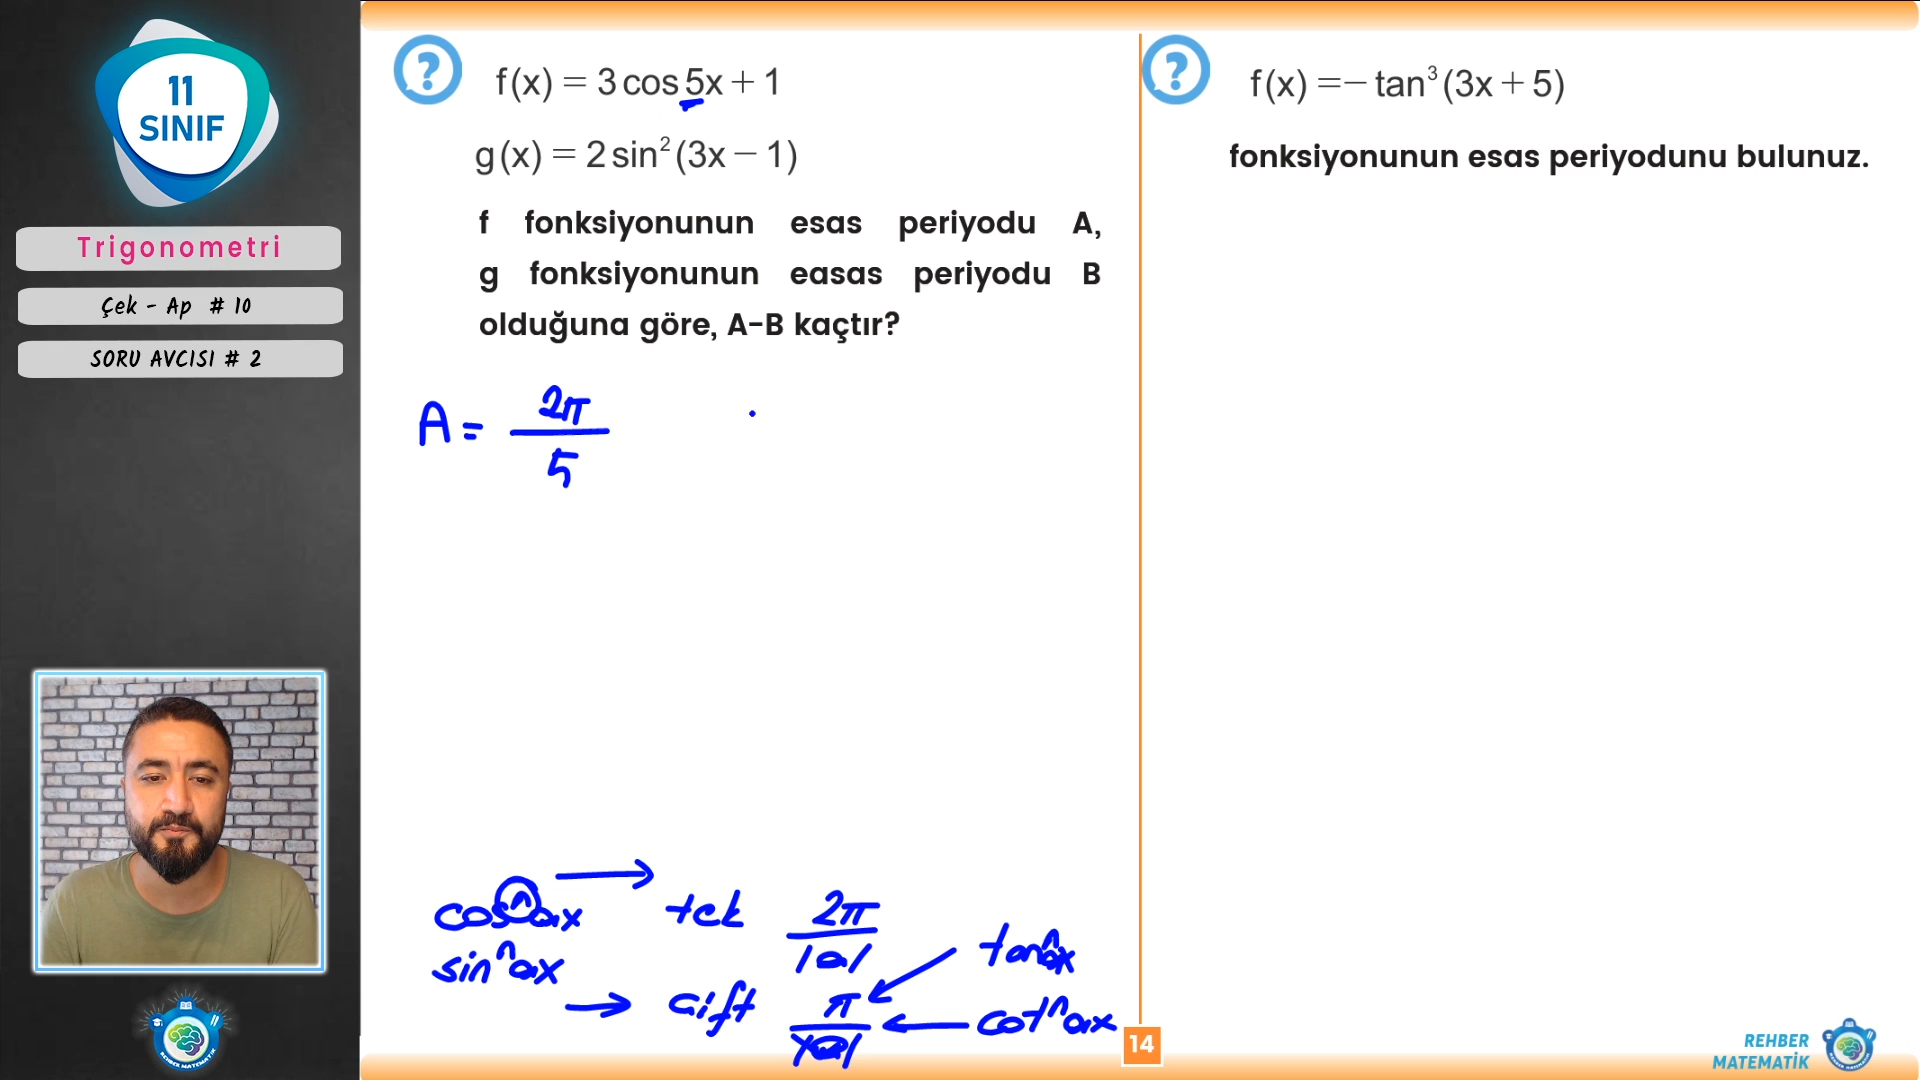 11
SINIF
Trigonometri
Çek - Ap # 10
SORU AVCISI # 2
f(x) = 3 cos 5x + 1
g(x) = 2 sin² (3x − 1)
f fonksiyonunun esas periyodu A,
g fonksiyonunun easas periyodu B
olduğuna göre, A-B kaçtır?
A = 2π/5
cosⁿax → tek 2π/|a|
sinⁿax → çift π/|a|
tanⁿax
cotⁿax
f(x) =− tan³ (3x + 5)
fonksiyonunun esas periyodunu bulunuz.
14
REHBER
MATEMATİK
REHBER MATEMATİK